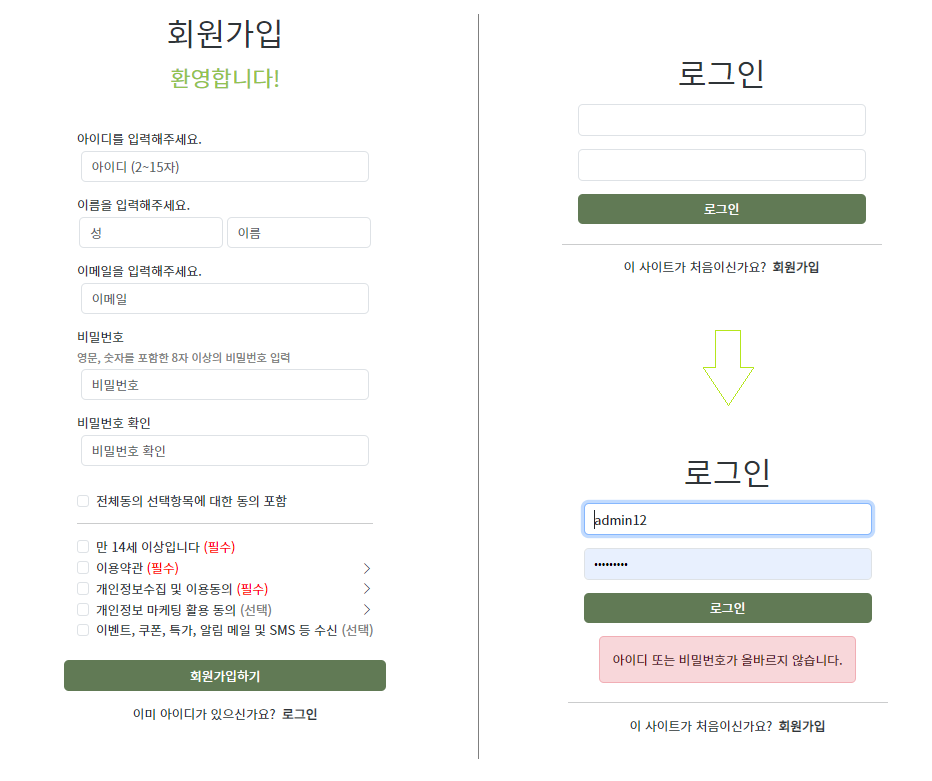 회원가입
환영합니다!
아이디를 입력해주세요.
아이디 (2~15자)
이름을 입력해주세요.
성 이름
이메일을 입력해주세요.
이메일
비밀번호
영문, 숫자를 포함한 8자 이상의 비밀번호 입력
비밀번호
비밀번호 확인
비밀번호 확인
전체동의 선택항목에 대한 동의 포함
만 14세 이상입니다 (필수)
이용약관 (필수)
개인정보수집 및 이용동의 (필수)
개인정보 마케팅 활용 동의 (선택)
이벤트, 쿠폰, 특가, 알림 메일 및 SMS 등 수신 (선택)
회원가입하기
이미 아이디가 있으신가요? 로그인
로그인
로그인
이 사이트가 처음이신가요? 회원가입
로그인
admin12
•••••••••
로그인
아이디 또는 비밀번호가 올바르지 않습니다.
이 사이트가 처음이신가요? 회원가입